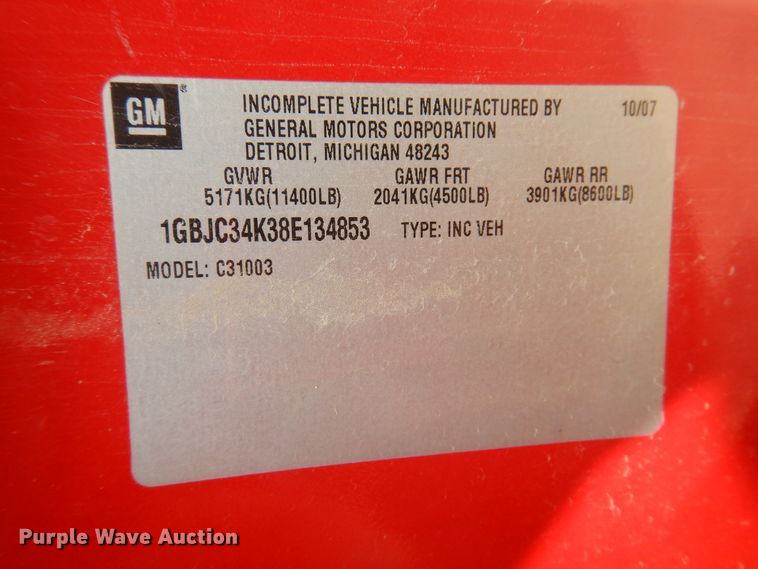 GM ® INCOMPLETE VEHICLE MANUFACTURED BY 10/07
GENERAL MOTORS CORPORATION
DETROIT, MICHIGAN 48243
GVWR GAWR FRT GAWR RR
5171KG(11400LB) 2041KG(4500LB) 3901KG(8600LB)
1GBJC34K38E134853 TYPE: INC VEH
MODEL: C31003
Purple Wave Auction